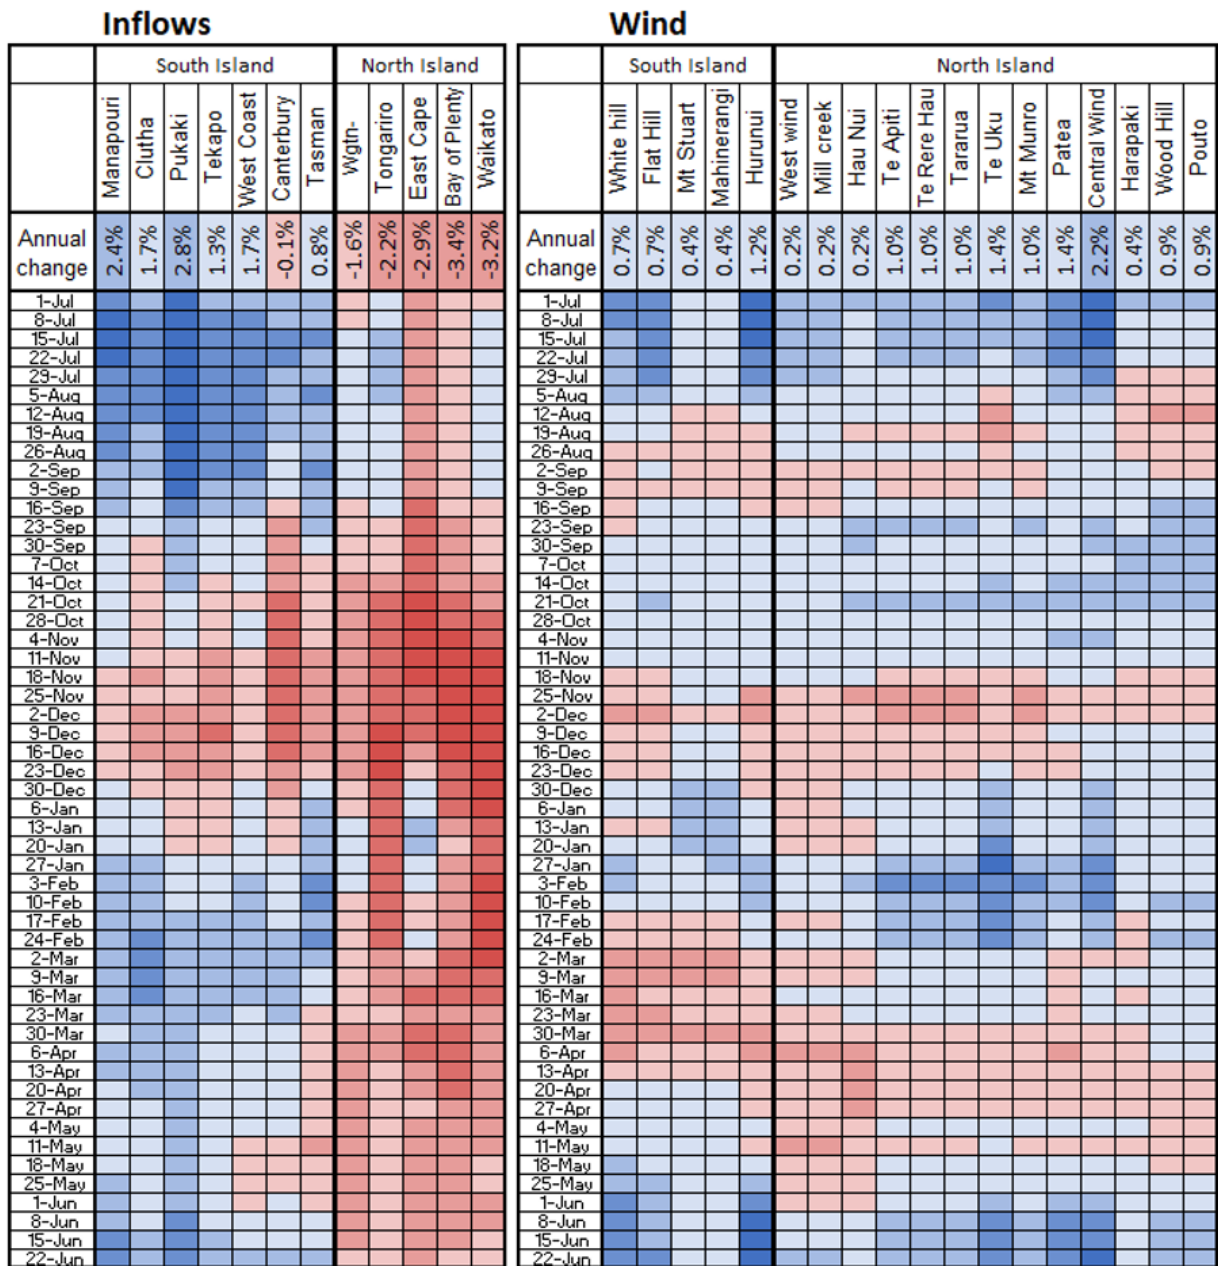 Inflows
Wind
South Island
North Island
South Island
North Island
Manapouri
Clutha
Pukaki
Tekapo
West Coast
Canterbury
Tasman
Wgtn-
Tongariro
East Cape
Bay of Plenty
Waikato
White hill
Flat Hill
Mt Stuart
Mahinerangi
Hurunui
West wind
Mill creek
Hau Nui
Te Apiti
Te Rere Hau
Tararua
Te Uku
Mt Munro
Patea
Central Wind
Harapaki
Wood Hill
Pouto
Annual
change
2.4%
1.7%
2.8%
1.3%
1.7%
-0.1%
0.8%
-1.6%
-2.2%
-2.9%
-3.4%
-3.2%
Annual
change
0.7%
0.7%
0.4%
0.4%
1.2%
0.2%
0.2%
0.2%
1.0%
1.0%
1.0%
1.4%
1.0%
1.4%
2.2%
0.4%
0.9%
0.9%
1-Jul 1-Jul
8-Jul 8-Jul
15-Jul 15-Jul
22-Jul 22-Jul
29-Jul 29-Jul
5-Aug 5-Aug
12-Aug 12-Aug
19-Aug 19-Aug
26-Aug 26-Aug
2-Sep 2-Sep
9-Sep 9-Sep
16-Sep 16-Sep
23-Sep 23-Sep
30-Sep 30-Sep
7-Oct 7-Oct
14-Oct 14-Oct
21-Oct 21-Oct
28-Oct 28-Oct
4-Nov 4-Nov
11-Nov 11-Nov
18-Nov 18-Nov
25-Nov 25-Nov
2-Dec 2-Dec
9-Dec 9-Dec
16-Dec 16-Dec
23-Dec 23-Dec
30-Dec 30-Dec
6-Jan 6-Jan
13-Jan 13-Jan
20-Jan 20-Jan
27-Jan 27-Jan
3-Feb 3-Feb
10-Feb 10-Feb
17-Feb 17-Feb
24-Feb 24-Feb
2-Mar 2-Mar
9-Mar 9-Mar
16-Mar 16-Mar
23-Mar 23-Mar
30-Mar 30-Mar
6-Apr 6-Apr
13-Apr 13-Apr
20-Apr 20-Apr
27-Apr 27-Apr
4-May 4-May
11-May 11-May
18-May 18-May
25-May 25-May
1-Jun 1-Jun
8-Jun 8-Jun
15-Jun 15-Jun
22-Jun 22-Jun